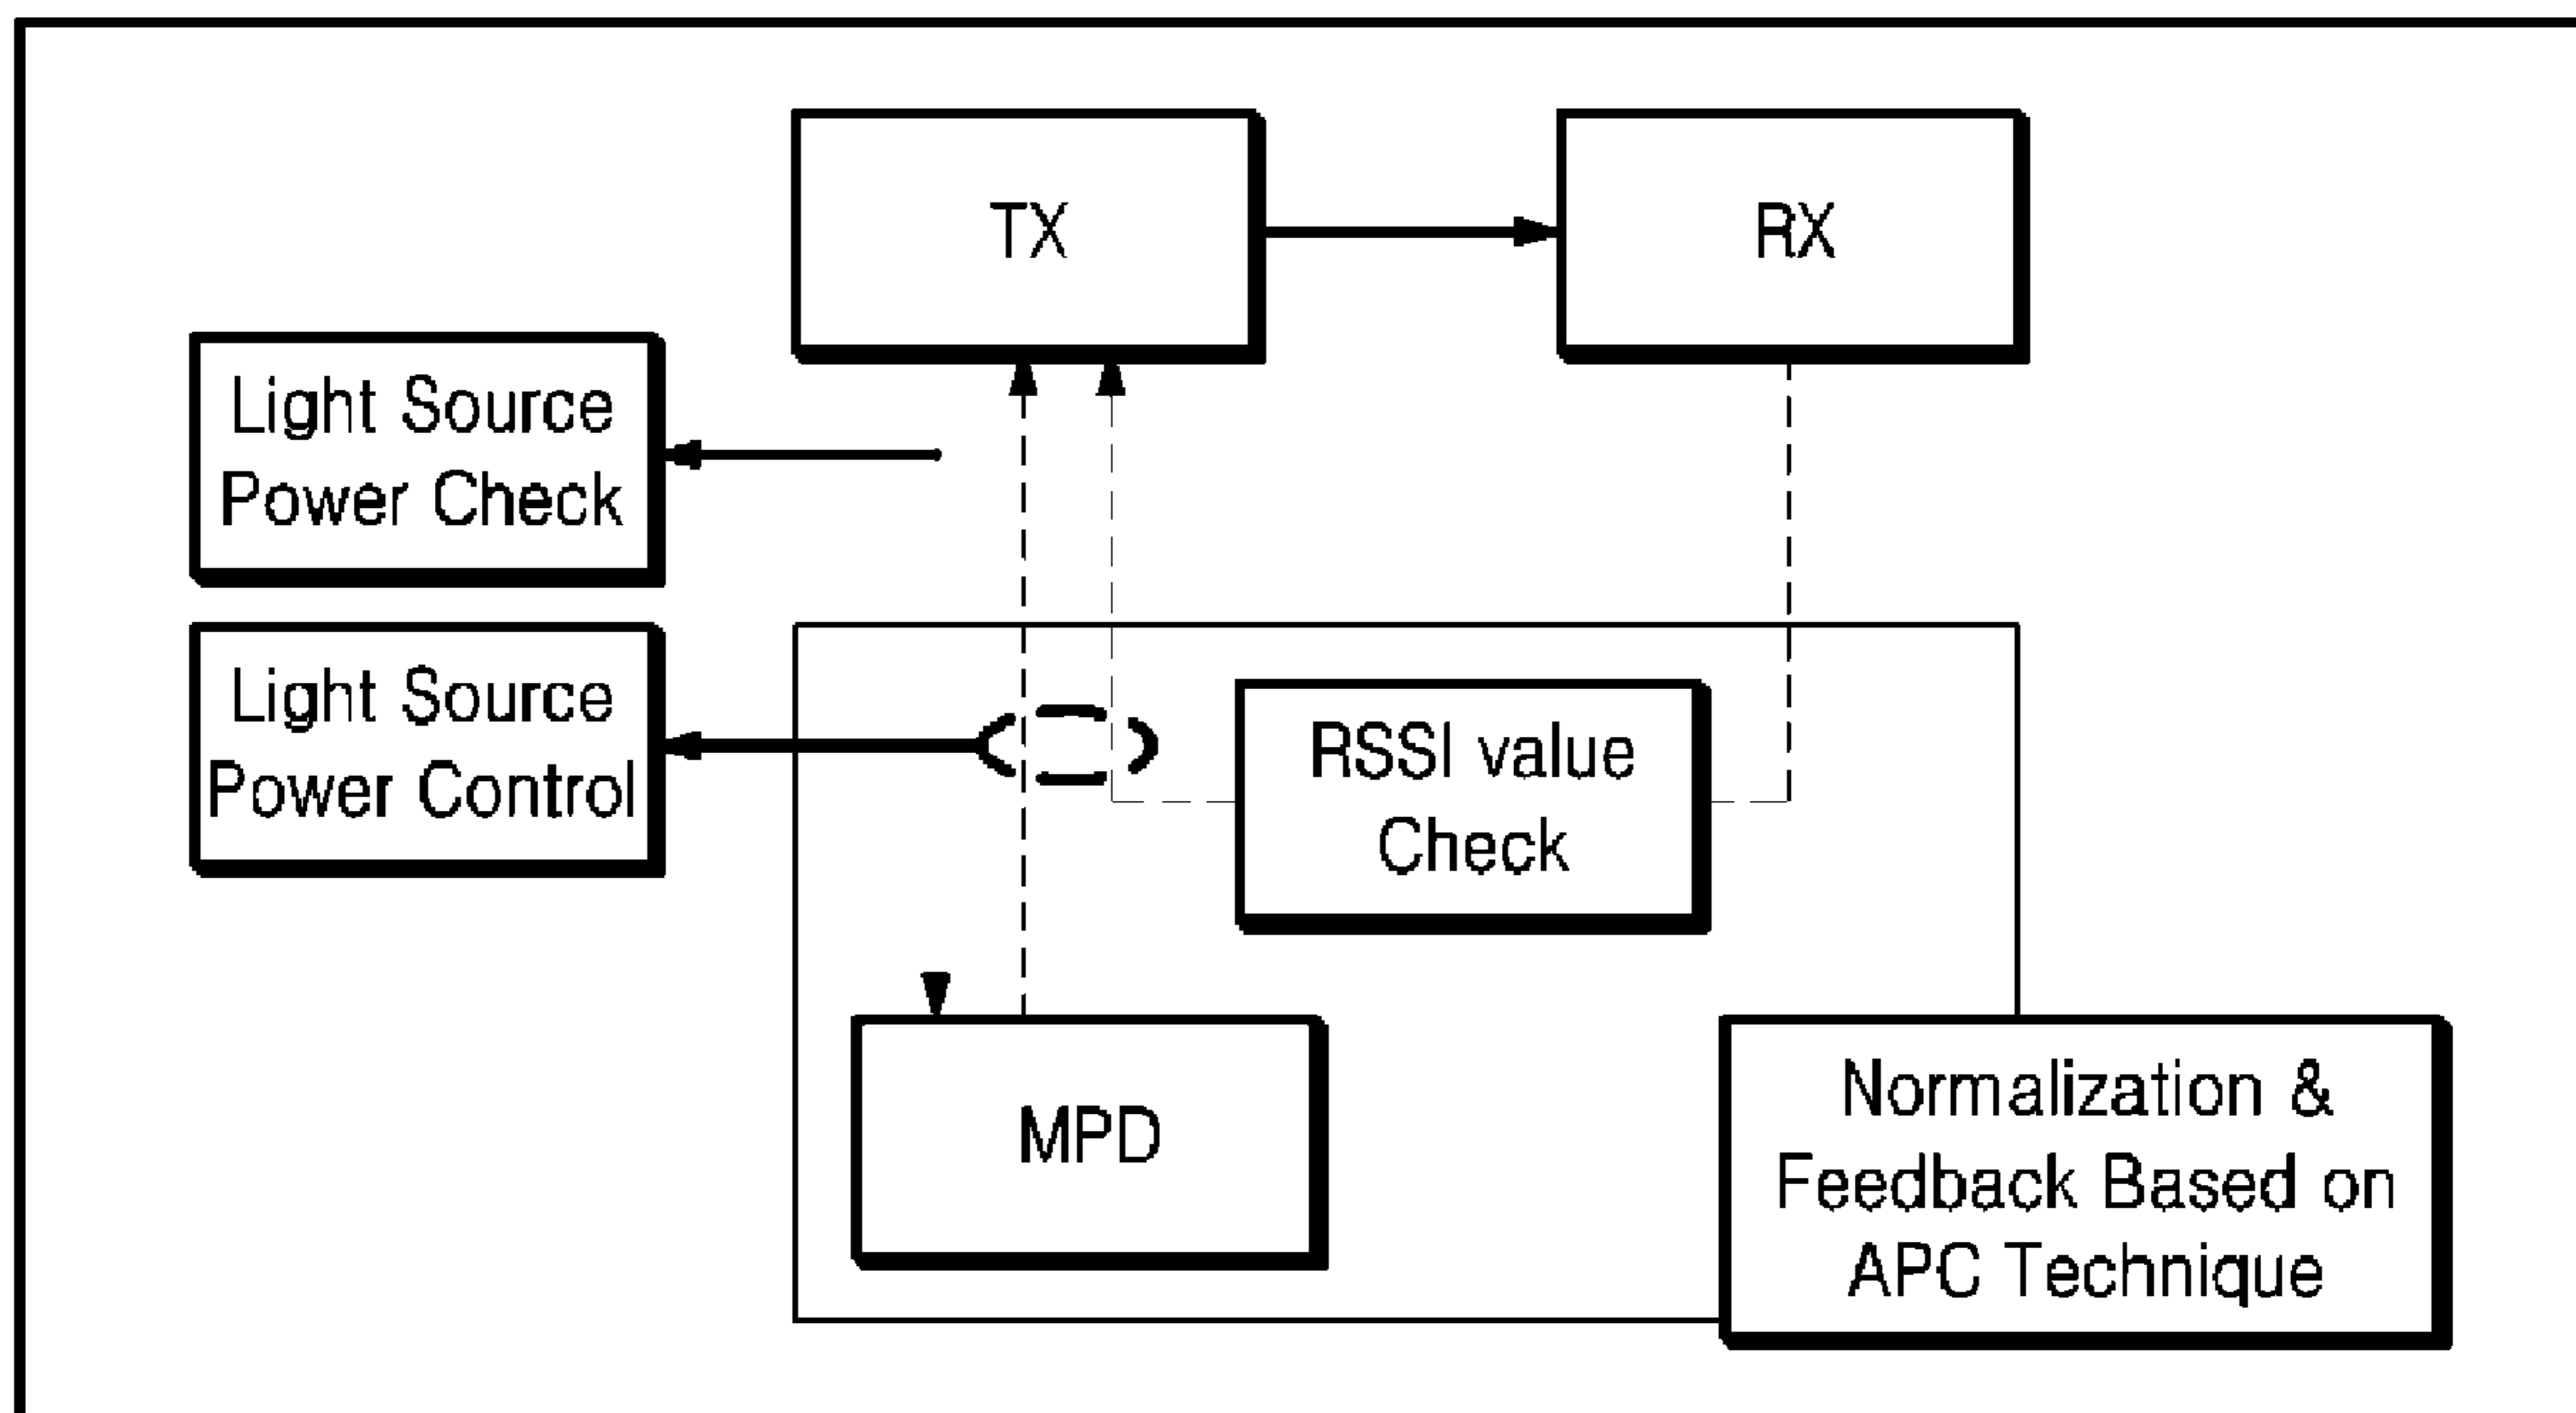 TX
RX
Light Source
Power Check
Light Source
Power Control
RSSI value
Check
MPD
Normalization &
Feedback Based on
APC Technique